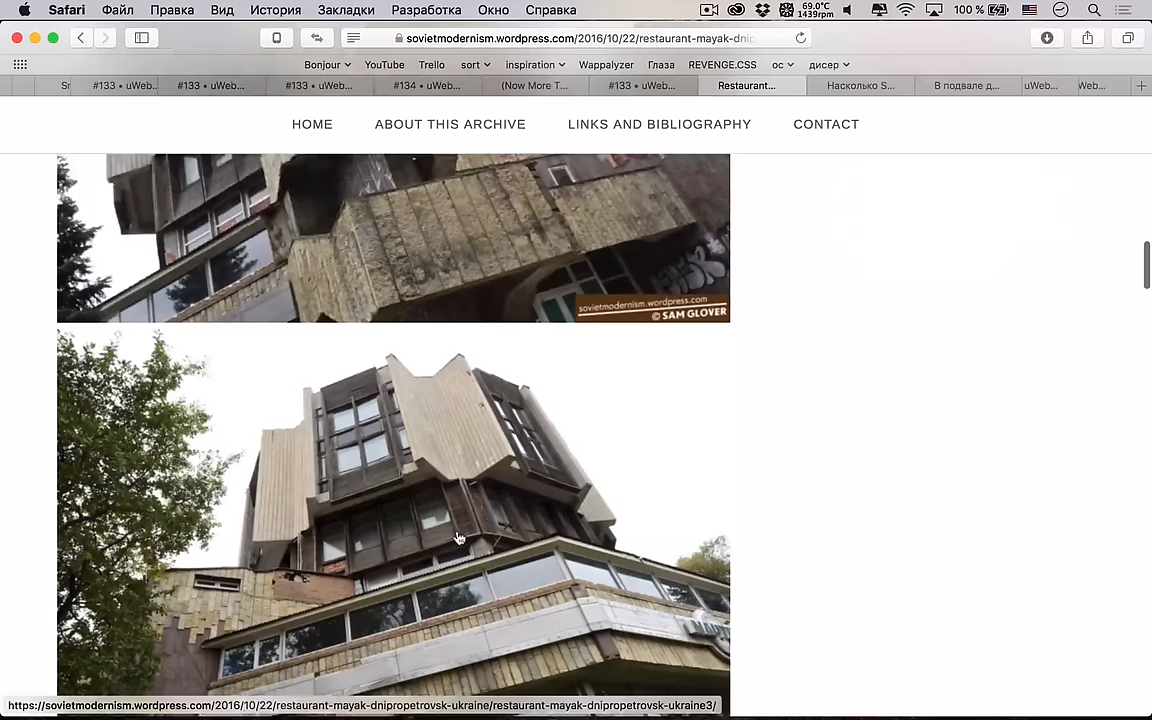 Safari Файл Правка Вид История Закладки Разработка Окно Справка 69.0°C 1439rpm 100 %
sovietmodernism.wordpress.com/2016/10/22/restaurant-mayak-dnip
Bonjour YouTube Trello sort inspiration Wappalyzer Глаза REVENGE.CSS ос дисер
#133 • uWeb... #133 • uWeb... #133 • uWeb... #134 • uWeb... (Now More T... #133 • uWeb... Restaurant... Насколько S... В подвале д... uWeb... Web...
HOME ABOUT THIS ARCHIVE LINKS AND BIBLIOGRAPHY CONTACT
sovietmodernism.wordpress.com
© SAM GLOVER
https://sovietmodernism.wordpress.com/2016/10/22/restaurant-mayak-dnipropetrovsk-ukraine/restaurant-mayak-dnipropetrovsk-ukraine3/